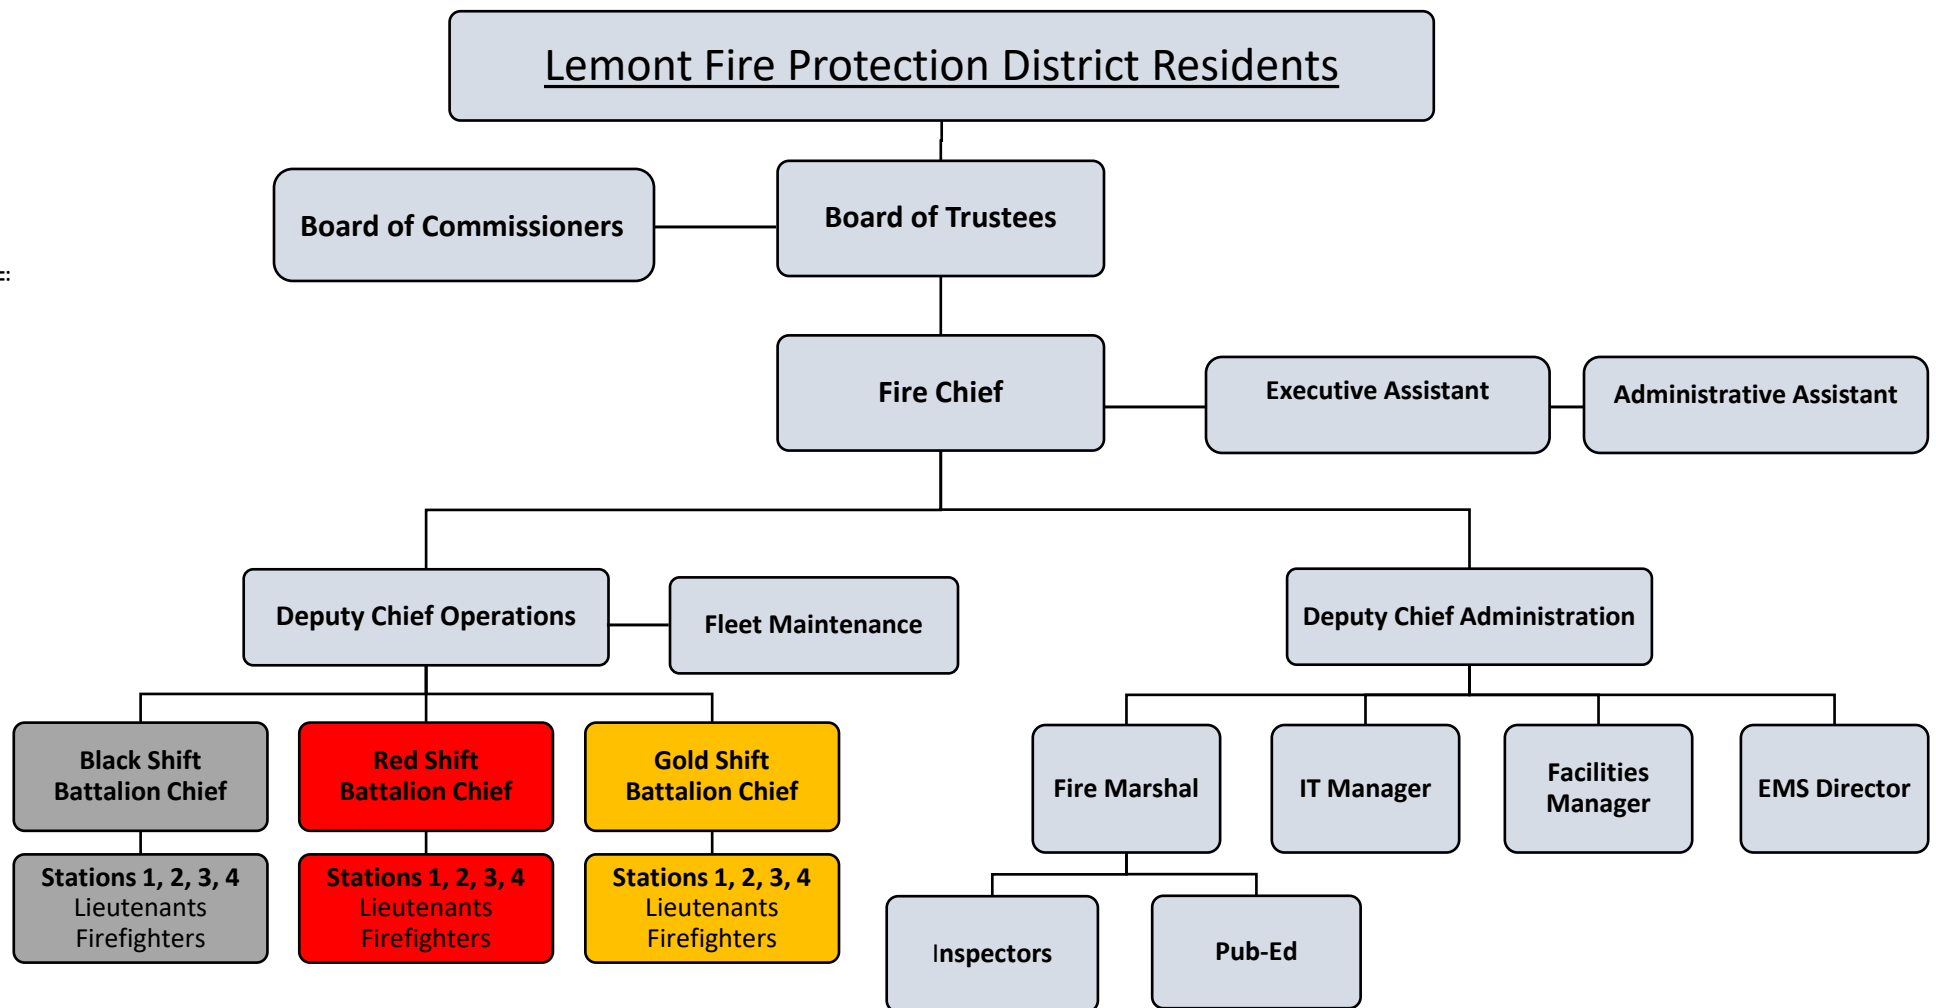 Lemont Fire Protection District Residents
Board of Commissioners
Board of Trustees
Fire Chief
Executive Assistant
Administrative Assistant
Deputy Chief Operations
Fleet Maintenance
Deputy Chief Administration
Black Shift
Battalion Chief
Red Shift
Battalion Chief
Gold Shift
Battalion Chief
Fire Marshal
IT Manager
Facilities
Manager
EMS Director
Stations 1, 2, 3, 4
Lieutenants
Firefighters
Stations 1, 2, 3, 4
Lieutenants
Firefighters
Stations 1, 2, 3, 4
Lieutenants
Firefighters
Inspectors
Pub-Ed